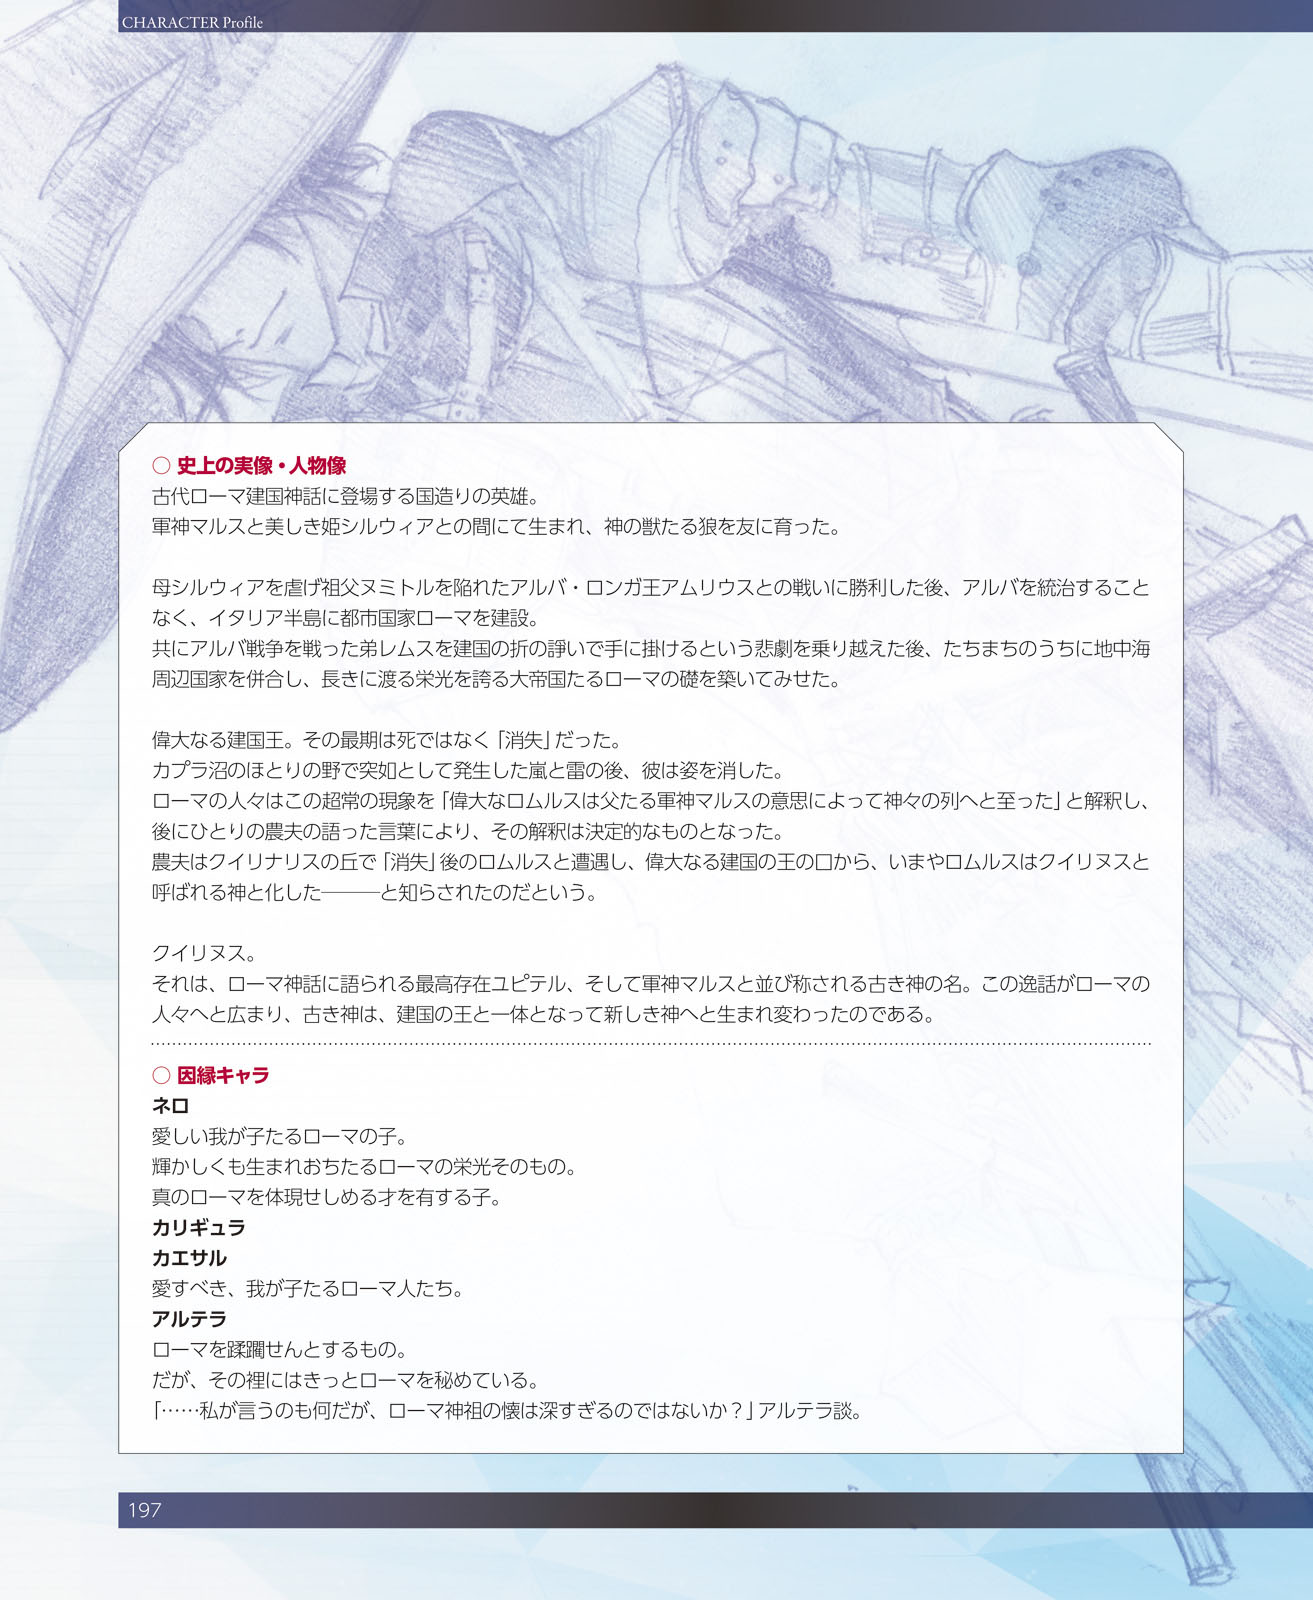 CHARACTER Profile
○ 史上の実像・人物像
古代ローマ建国神話に登場する国造りの英雄。
軍神マルスと美しき姫シルウィアとの間にて生まれ、神の獣たる狼を友に育った。
母シルウィアを虐げ祖父ヌミトルを陥れたアルバ・ロンガ王アムリウスとの戦いに勝利した後、アルバを統治すること
なく、イタリア半島に都市国家ローマを建設。
共にアルバ戦争を戦った弟レムスを建国の折の諍いで手に掛けるという悲劇を乗り越えた後、たちまちのうちに地中海
周辺国家を併合し、長きに渡る栄光を誇る大帝国たるローマの礎を築いてみせた。
偉大なる建国王。その最期は死ではなく「消失」だった。
カプラ沼のほとりの野で突如として発生した嵐と雷の後、彼は姿を消した。
ローマの人々はこの超常の現象を「偉大なロムルスは父たる軍神マルスの意思によって神々の列へと至った」と解釈し、
後にひとりの農夫の語った言葉により、その解釈は決定的なものとなった。
農夫はクイリナリスの丘で「消失」後のロムルスと遭遇し、偉大なる建国の王の口から、いまやロムルスはクイリヌスと
呼ばれる神と化した―――と知らされたのだという。
クイリヌス。
それは、ローマ神話に語られる最高存在ユピテル、そして軍神マルスと並び称される古き神の名。この逸話がローマの
人々へと広まり、古き神は、建国の王と一体となって新しき神へと生まれ変わったのである。
○ 因縁キャラ
ネロ
愛しい我が子たるローマの子。
輝かしくも生まれおちたるローマの栄光そのもの。
真のローマを体現せしめる才を有する子。
カリギュラ
カエサル
愛すべき、我が子たるローマ人たち。
アルテラ
ローマを蹂躙せんとするもの。
だが、その裡にはきっとローマを秘めている。
「……私が言うのも何だが、ローマ神祖の懐は深すぎるのではないか？」アルテラ談。
197